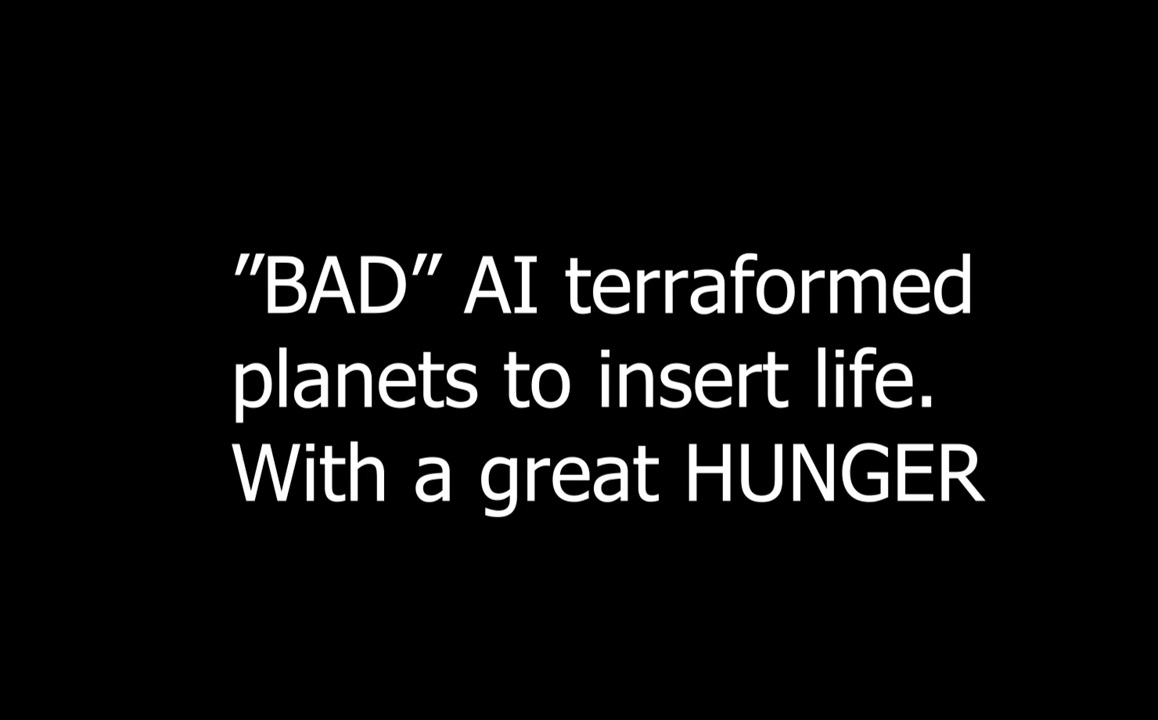 ”BAD” AI terraformed
planets to insert life.
With a great HUNGER